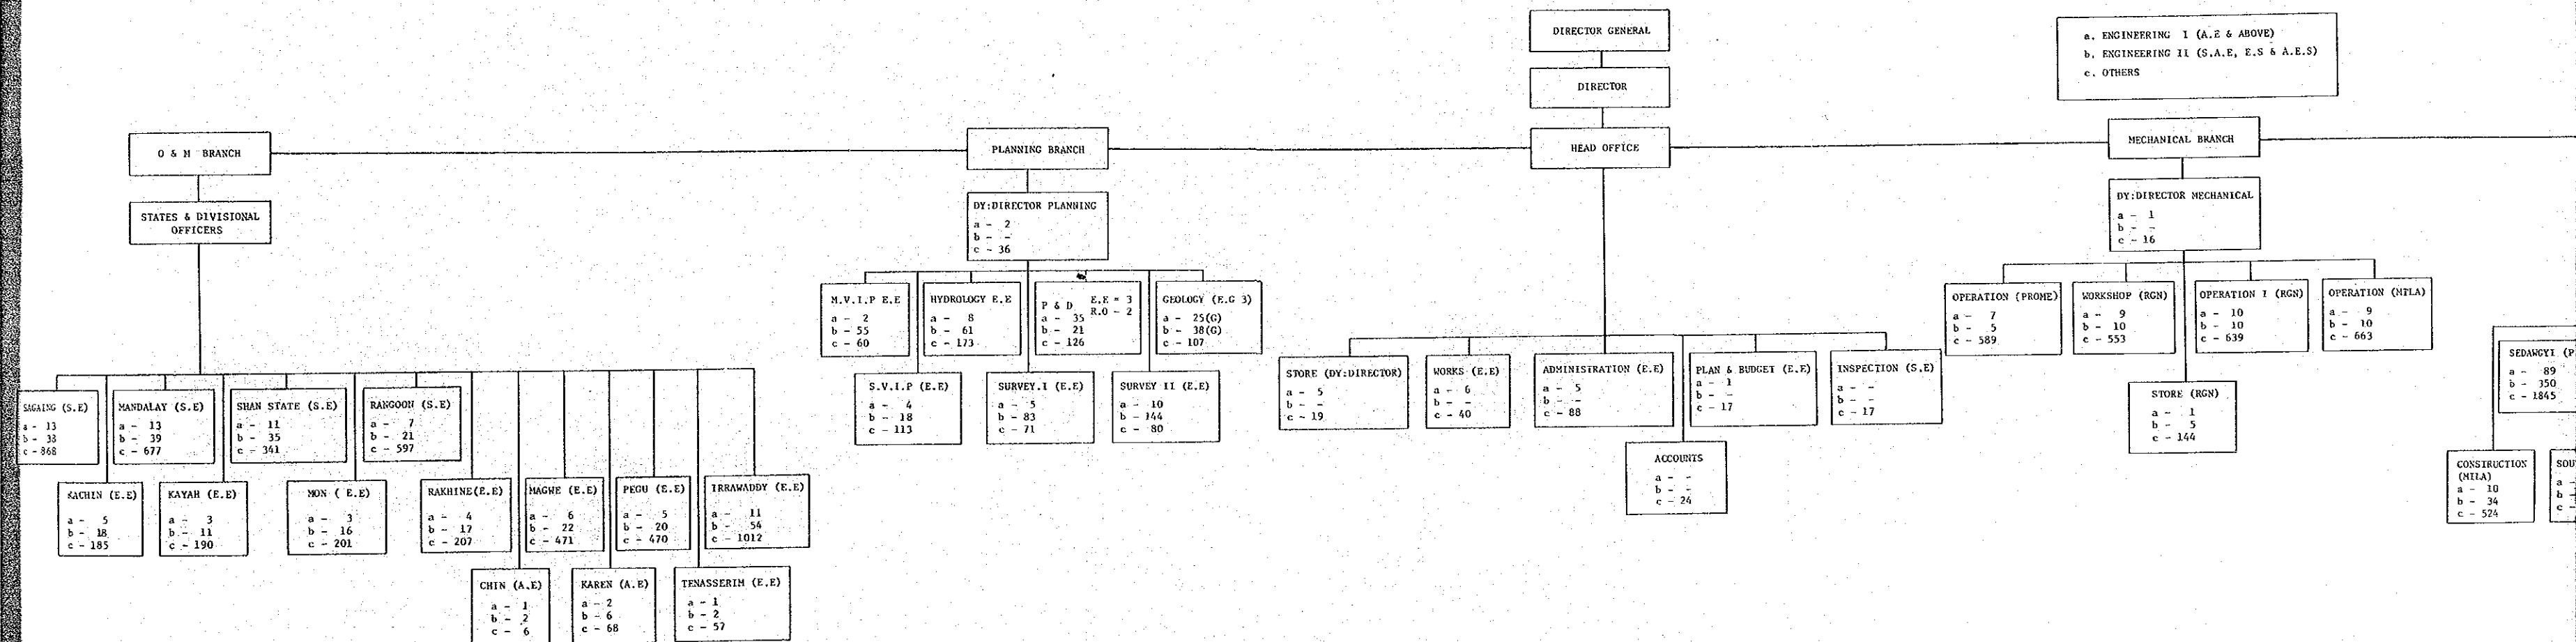 DIRECTOR GENERAL
a. ENGINEERING I (A.E & ABOVE)
b. ENGINEERING II (S.A.E, E.S & A.E.S)
c. OTHERS
DIRECTOR
O & M BRANCH
PLANNING BRANCH
HEAD OFFICE
MECHANICAL BRANCH
STATES & DIVISIONAL
OFFICERS
DY:DIRECTOR PLANNING
a - 2
b - -
c - 36
DY:DIRECTOR MECHANICAL
a - 1
b - -
c - 16
M.V.I.P E.E
a - 2
b - 55
c - 60
HYDROLOGY E.E
a - 8
b - 61
c - 173
P & D E.E = 3
R.O - 2
a - 35
b - 21
c - 126
GEOLOGY (E.G 3)
a - 25(G)
b - 38(G)
c - 107
S.V.I.P (E.E)
a - 4
b - 18
c - 113
SURVEY.I (E.E)
a - 5
b - 83
c - 71
SURVEY II (E.E)
a - 10
b - 144
c - 80
STORE (DY:DIRECTOR)
a - 5
b - -
c - 19
WORKS (E.E)
a - 6
b - -
c - 40
ADMINISTRATION (E.E)
a - 5
b - -
c - 88
PLAN & BUDGET (E.E)
a - 1
b - -
c - 17
INSPECTION (S.E)
a - -
b - -
c - 17
ACCOUNTS
a - -
b - -
c - 24
OPERATION (PROME)
a - 7
b - 5
c - 589
WORKSHOP (RGN)
a - 9
b - 10
c - 553
OPERATION I (RGN)
a - 10
b - 10
c - 639
OPERATION (MTLA)
a - 9
b - 10
c - 663
STORE (RGN)
a - 1
b - 5
c - 144
SEDAWGYI (P
a - 89
b - 350
c - 1845
CONSTRUCTION
(MTLA)
a - 10
b - 34
c - 524
SOU
a -
b -
c -
SAGAING (S.E)
a - 13
b - 38
c - 868
MANDALAY (S.E)
a - 13
b - 39
c - 677
SHAN STATE (S.E)
a - 11
b - 35
c - 341
RANGOON (S.E)
a - 7
b - 21
c - 597
KACHIN (E.E)
a - 5
b - 18
c - 185
KAYAH (E.E)
a - 3
b - 11
c - 190
MON ( E.E)
a - 3
b - 16
c - 201
RAKHINE(E.E)
a - 4
b - 17
c - 207
MAGWE (E.E)
a - 6
b - 22
c - 471
PEGU (E.E)
a - 5
b - 20
c - 470
IRRAWADDY (E.E)
a - 11
b - 54
c - 1012
CHIN (A.E)
a - 1
b - 2
c - 6
KAREN (A.E)
a - 2
b - 6
c - 68
TENASSERIM (E.E)
a - 1
b - 2
c - 57